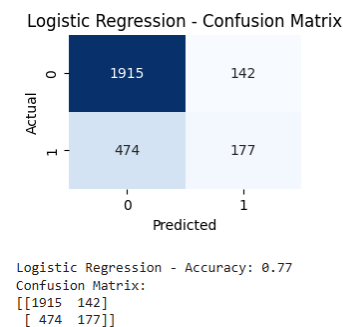 Logistic Regression - Confusion Matrix
0
1915
142
Actual
1
474
177
0
1
Predicted
Logistic Regression - Accuracy: 0.77
Confusion Matrix:
[[1915  142]
 [ 474  177]]